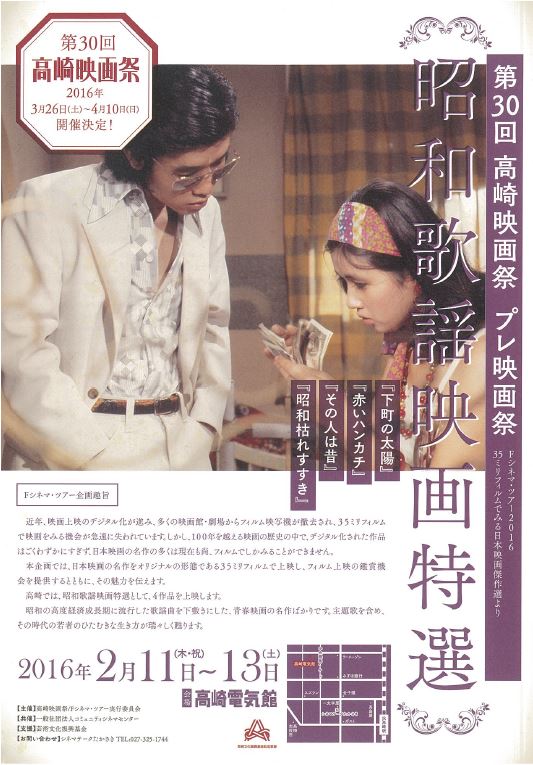 第30回
高崎映画祭
2016年
3月26日(土)~4月10日(日)
開催決定!
第30回 高崎映画祭 プレ映画祭
昭和歌謡映画特選
Fシネマ・ツアー2016
35ミリフィルムでみる日本映画傑作選より
『下町の太陽』
『赤いハンカチ』
『その人は昔』
『昭和枯れすすき』
Fシネマ・ツアー企画趣旨
近年、映画上映のデジタル化が進み、多くの映画館・劇場からフィルム映写機が撤去され、35ミリフィルム
で映画をみる機会が急速に失われています。しかし、100年を越える映画の歴史の中で、デジタル化された作品
はごくわずかにすぎず、日本映画の名作の多くは現在も尚、フィルムでしかみることができません。
本企画では、日本映画の名作をオリジナルの形態である35ミリフィルムで上映し、フィルム上映の鑑賞機
会を提供するとともに、その魅力を伝えます。
高崎では、昭和歌謡映画特選として、4作品を上映します。
昭和の高度経済成長期に流行した歌謡曲を下敷きにした、青春映画の名作ばかりです。主題歌を含め、
その時代の若者のひたむきな生き方が瑞々しく甦ります。
2016年2月11日(木・祝)~13日(土)
会場 高崎電気館
【主催】高崎映画祭/Fシネマ・ツアー実行委員会
【共催】一般社団法人コミュニティシネマセンター
【支援】芸術文化振興基金
【お問い合わせ】シネマテークたかさき TEL027-325-1744
高崎電気館